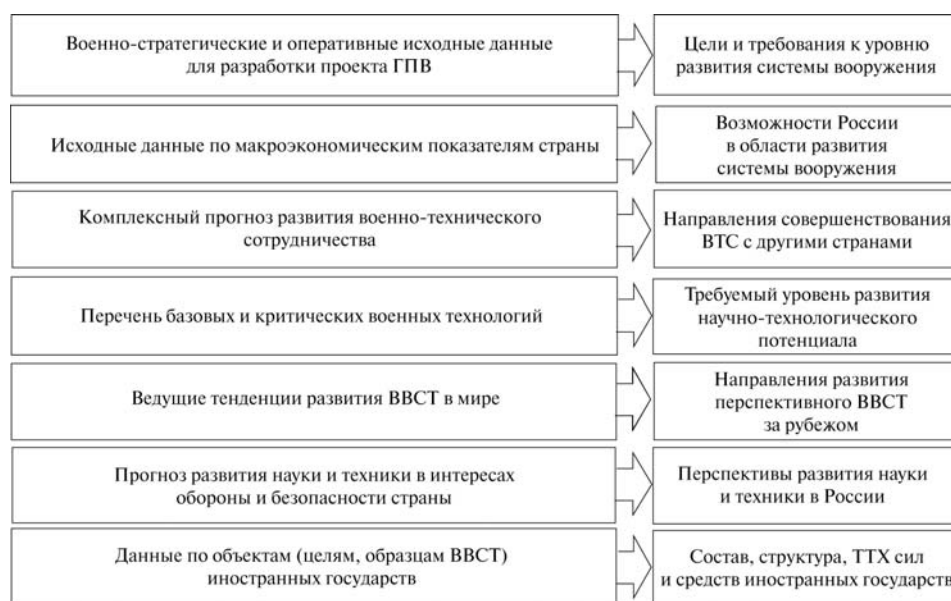 Военно-стратегические и оперативные исходные данные
для разработки проекта ГПВ
Цели и требования к уровню
развития системы вооружения
Исходные данные по макроэкономическим показателям страны
Возможности России
в области развития
системы вооружения
Комплексный прогноз развития военно-технического
сотрудничества
Направления совершенствования
ВТС с другими странами
Перечень базовых и критических военных технологий
Требуемый уровень развития
научно-технологического
потенциала
Ведущие тенденции развития ВВСТ в мире
Направления развития
перспективного ВВСТ
за рубежом
Прогноз развития науки и техники в интересах
обороны и безопасности страны
Перспективы развития науки
и техники в России
Данные по объектам (целям, образцам ВВСТ)
иностранных государств
Состав, структура, ТТХ сил
и средств иностранных государств